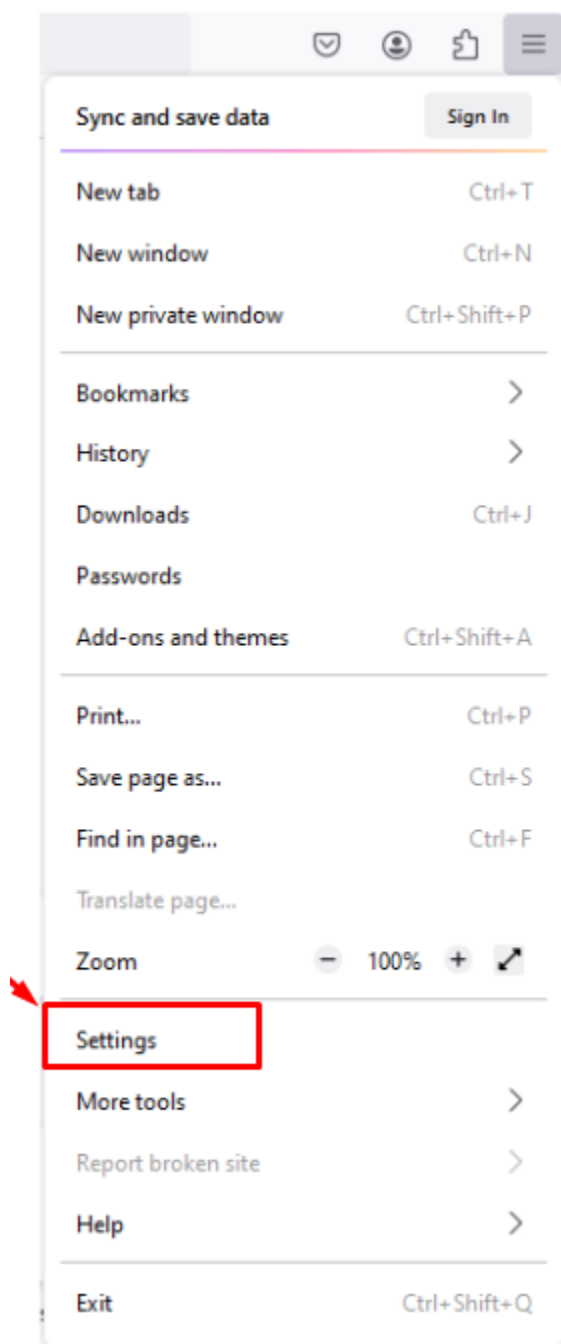 Sync and save data Sign In
New tab Ctrl+T
New window Ctrl+N
New private window Ctrl+Shift+P
Bookmarks
History
Downloads Ctrl+J
Passwords
Add-ons and themes Ctrl+Shift+A
Print... Ctrl+P
Save page as... Ctrl+S
Find in page... Ctrl+F
Translate page...
Zoom − 100% +
Settings
More tools
Report broken site
Help
Exit Ctrl+Shift+Q